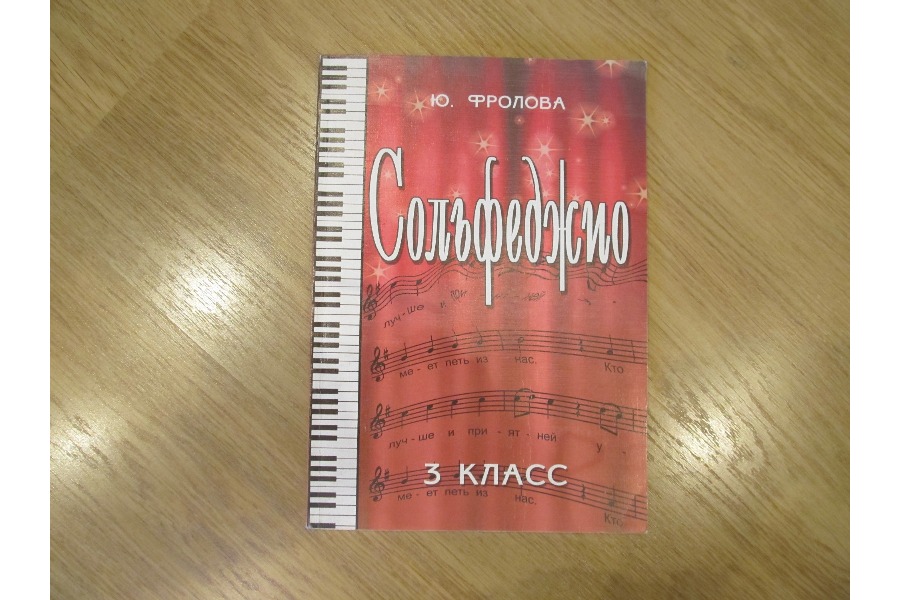 Ю. ФРОЛОВА
Сольфеджио
луч-ше и
ме - ет петь из нас. Кто
луч-ше и при - ят - ней у
3 КЛАСС
ме - ет петь из нас. Кто